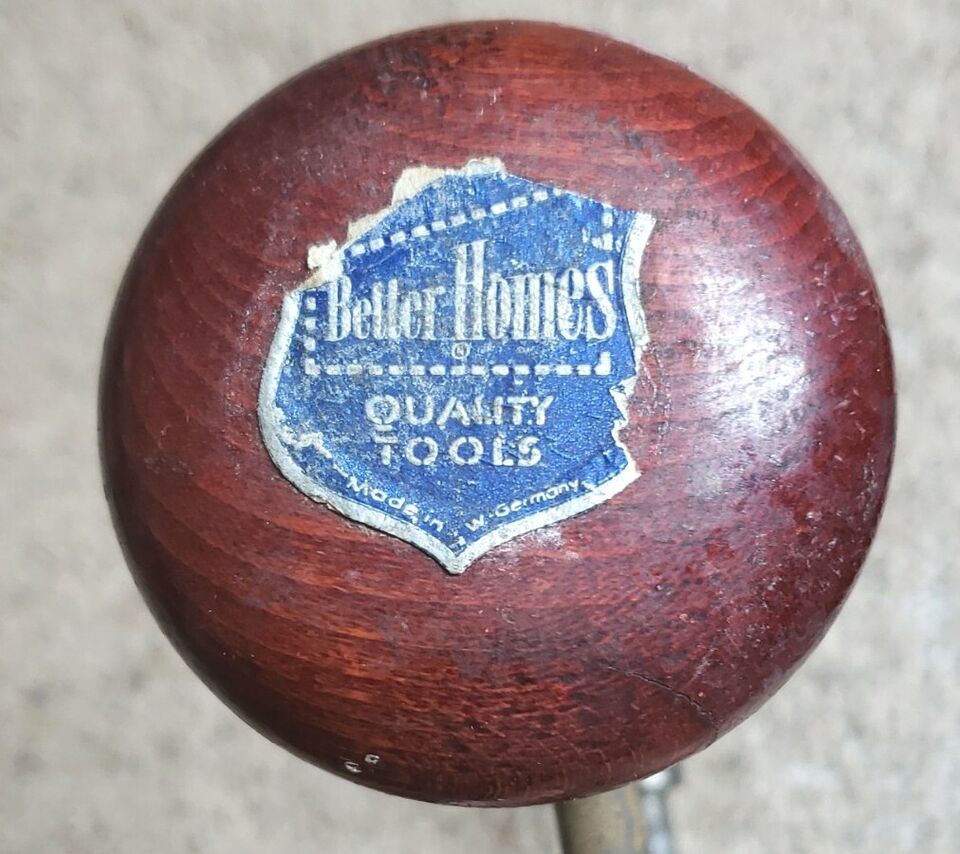 Better Homes
®
QUALITY
TOOLS
Made in W. Germany